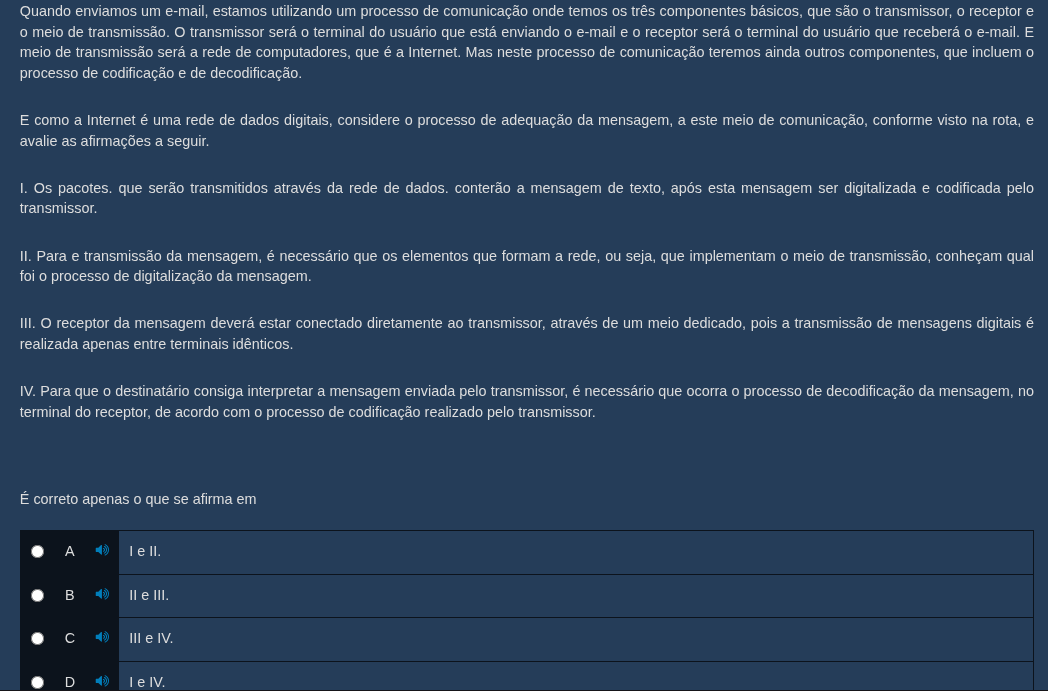 Quando enviamos um e-mail, estamos utilizando um processo de comunicação onde temos os três componentes básicos, que são o transmissor, o receptor e
o meio de transmissão. O transmissor será o terminal do usuário que está enviando o e-mail e o receptor será o terminal do usuário que receberá o e-mail. E
meio de transmissão será a rede de computadores, que é a Internet. Mas neste processo de comunicação teremos ainda outros componentes, que incluem o
processo de codificação e de decodificação.
E como a Internet é uma rede de dados digitais, considere o processo de adequação da mensagem, a este meio de comunicação, conforme visto na rota, e
avalie as afirmações a seguir.
I. Os pacotes. que serão transmitidos através da rede de dados. conterão a mensagem de texto, após esta mensagem ser digitalizada e codificada pelo
transmissor.
II. Para e transmissão da mensagem, é necessário que os elementos que formam a rede, ou seja, que implementam o meio de transmissão, conheçam qual
foi o processo de digitalização da mensagem.
III. O receptor da mensagem deverá estar conectado diretamente ao transmissor, através de um meio dedicado, pois a transmissão de mensagens digitais é
realizada apenas entre terminais idênticos.
IV. Para que o destinatário consiga interpretar a mensagem enviada pelo transmissor, é necessário que ocorra o processo de decodificação da mensagem, no
terminal do receptor, de acordo com o processo de codificação realizado pelo transmissor.
É correto apenas o que se afirma em
A I e II.
B II e III.
C III e IV.
D I e IV.